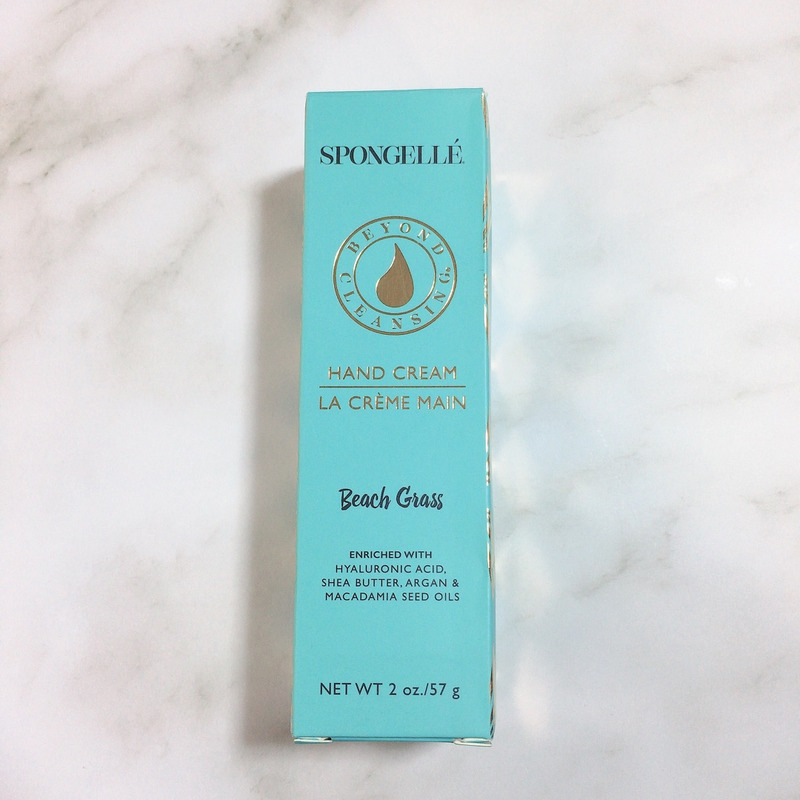 SPONGELLÉ
BEYOND
CLEANSING®
HAND CREAM
LA CRÈME MAIN
Beach Grass
ENRICHED WITH
HYALURONIC ACID,
SHEA BUTTER, ARGAN &
MACADAMIA SEED OILS
NET WT 2 oz./57 g